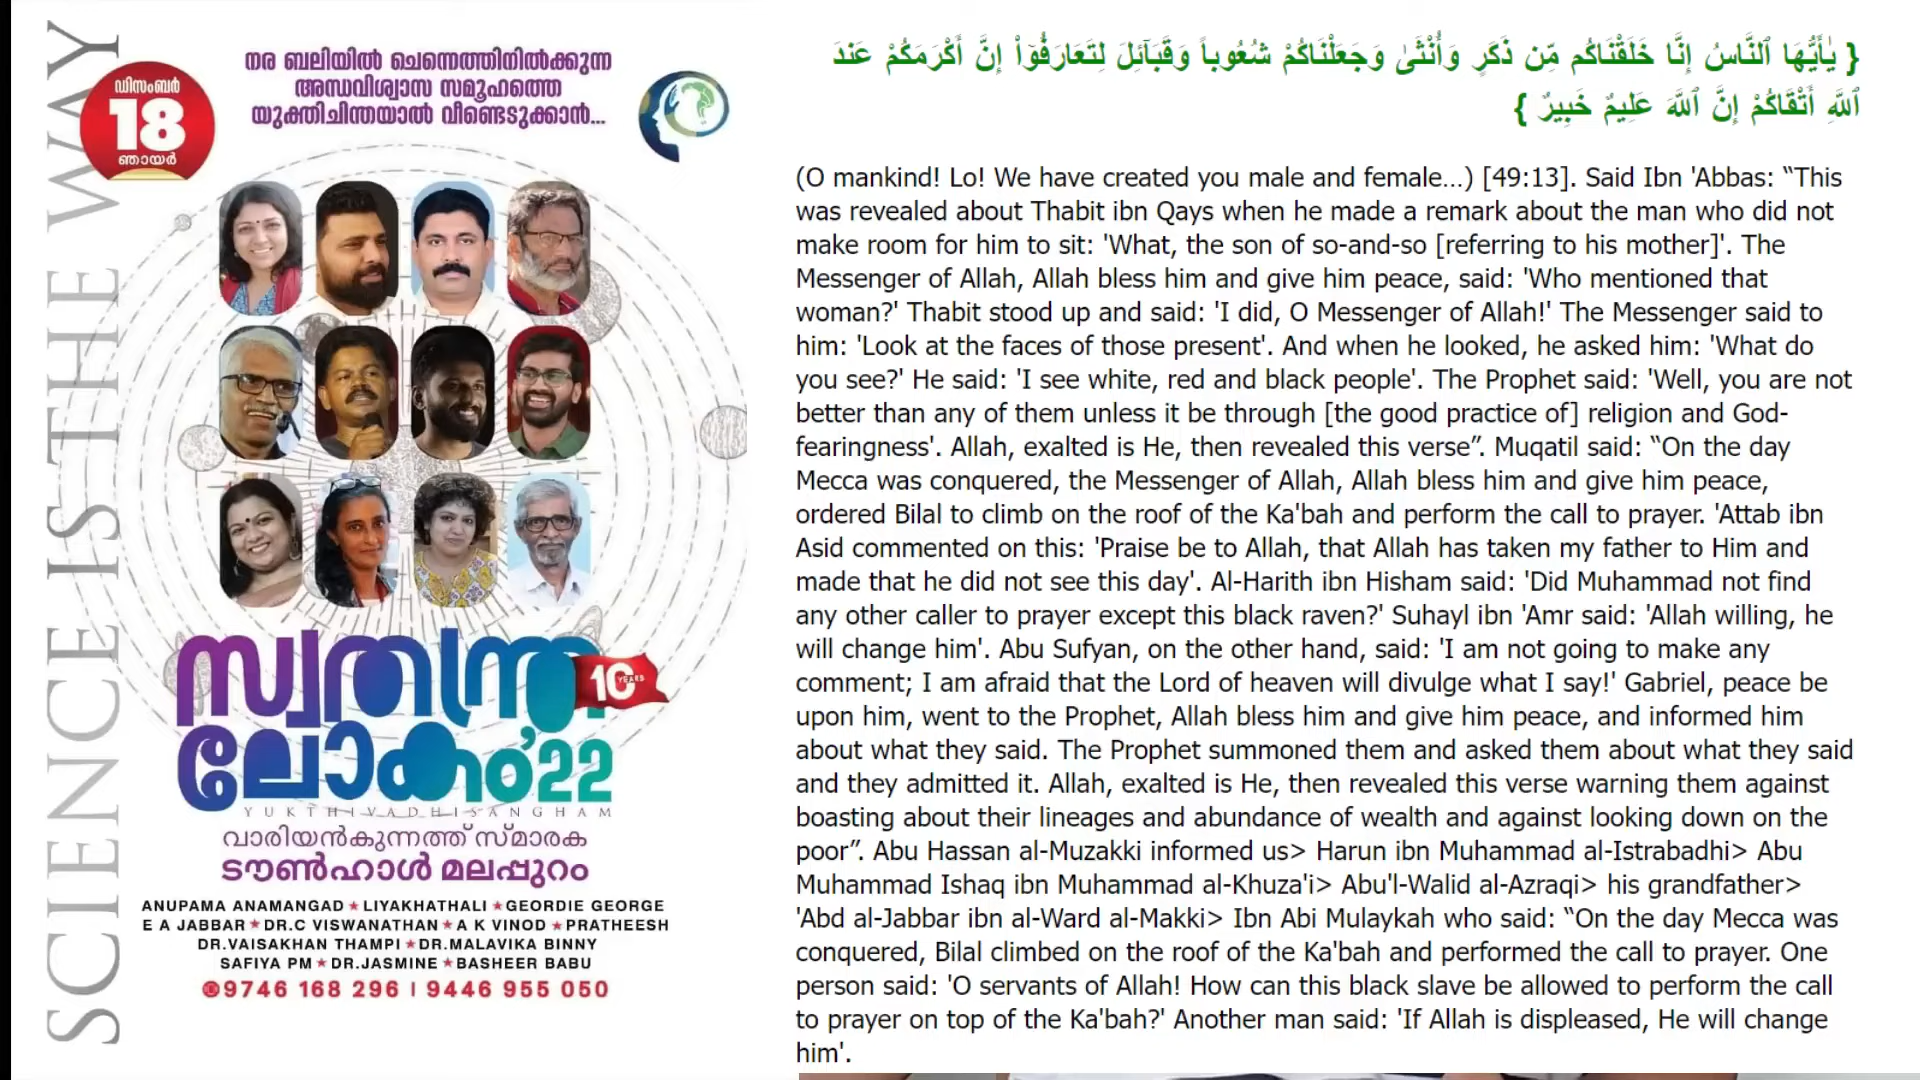 SCIENCE IS THE WAY
ഡിസംബർ
18
ഞായർ
നര ബലിയിൽ ചെന്നെത്തിനിൽക്കുന്ന
അന്ധവിശ്വാസ സമൂഹത്തെ
യുക്തിചിന്തയാൽ വീണ്ടെടുക്കാൻ...
സ്വതന്ത്ര
10 YEARS
ലോകം'22
YUKTHIVADHISANGHAM
വാരിയൻകുന്നത്ത് സ്മാരക
ടൗൺഹാൾ മലപ്പുറം
ANUPAMA ANAMANGAD ★ LIYAKHATHALI ★ GEORDIE GEORGE
E A JABBAR ★ DR.C VISWANATHAN ★ A K VINOD ★ PRATHEESH
DR.VAISAKHAN THAMPI ★ DR.MALAVIKA BINNY
SAFIYA PM ★ DR.JASMINE ★ BASHEER BABU
9746 168 296 | 9446 955 050
{ يٰأَيُّهَا ٱلنَّاسُ إِنَّا خَلَقْنَاكُم مِّن ذَكَرٍ وَأُنْثَىٰ وَجَعَلْنَاكُمْ شُعُوباً وَقَبَآئِلَ لِتَعَارَفُوۤاْ إِنَّ أَكْرَمَكُمْ عَندَ
ٱللَّهِ أَتْقَاكُمْ إِنَّ ٱللَّهَ عَلِيمٌ خَبِيرٌ }
(O mankind! Lo! We have created you male and female…) [49:13]. Said Ibn 'Abbas: “This
was revealed about Thabit ibn Qays when he made a remark about the man who did not
make room for him to sit: 'What, the son of so-and-so [referring to his mother]'. The
Messenger of Allah, Allah bless him and give him peace, said: 'Who mentioned that
woman?' Thabit stood up and said: 'I did, O Messenger of Allah!' The Messenger said to
him: 'Look at the faces of those present'. And when he looked, he asked him: 'What do
you see?' He said: 'I see white, red and black people'. The Prophet said: 'Well, you are not
better than any of them unless it be through [the good practice of] religion and God-
fearingness'. Allah, exalted is He, then revealed this verse”. Muqatil said: “On the day
Mecca was conquered, the Messenger of Allah, Allah bless him and give him peace,
ordered Bilal to climb on the roof of the Ka'bah and perform the call to prayer. 'Attab ibn
Asid commented on this: 'Praise be to Allah, that Allah has taken my father to Him and
made that he did not see this day'. Al-Harith ibn Hisham said: 'Did Muhammad not find
any other caller to prayer except this black raven?' Suhayl ibn 'Amr said: 'Allah willing, he
will change him'. Abu Sufyan, on the other hand, said: 'I am not going to make any
comment; I am afraid that the Lord of heaven will divulge what I say!' Gabriel, peace be
upon him, went to the Prophet, Allah bless him and give him peace, and informed him
about what they said. The Prophet summoned them and asked them about what they said
and they admitted it. Allah, exalted is He, then revealed this verse warning them against
boasting about their lineages and abundance of wealth and against looking down on the
poor”. Abu Hassan al-Muzakki informed us> Harun ibn Muhammad al-Istrabadhi> Abu
Muhammad Ishaq ibn Muhammad al-Khuza'i> Abu'l-Walid al-Azraqi> his grandfather>
'Abd al-Jabbar ibn al-Ward al-Makki> Ibn Abi Mulaykah who said: “On the day Mecca was
conquered, Bilal climbed on the roof of the Ka'bah and performed the call to prayer. One
person said: 'O servants of Allah! How can this black slave be allowed to perform the call
to prayer on top of the Ka'bah?' Another man said: 'If Allah is displeased, He will change
him'.